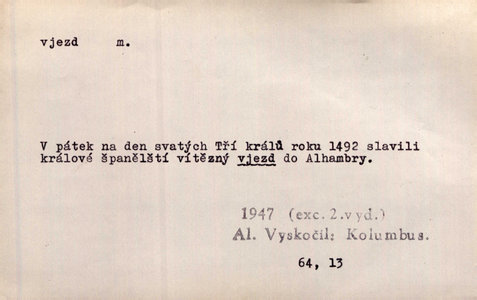 vjezd m.
V pátek na den svatých Tří králů roku 1492 slavili
králové španělští vítězný vjezd do Alhambry.
1947 (exc.2.vyd.)
Al. Vyskočil: Kolumbus.
64, 13